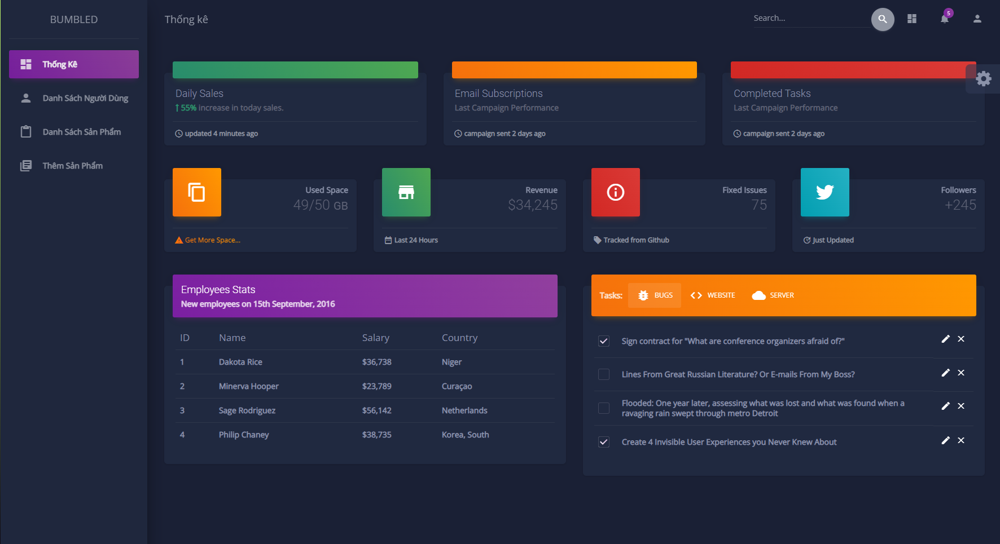 BUMBLED
Thống kê
Search...
5
Thống Kê
Danh Sách Người Dùng
Danh Sách Sản Phẩm
Thêm Sản Phẩm
Daily Sales
55% increase in today sales.
updated 4 minutes ago
Email Subscriptions
Last Campaign Performance
campaign sent 2 days ago
Completed Tasks
Last Campaign Performance
campaign sent 2 days ago
Used Space
49/50 GB
Get More Space...
Revenue
$34,245
Last 24 Hours
Fixed Issues
75
Tracked from Github
Followers
+245
Just Updated
Employees Stats
New employees on 15th September, 2016
ID Name Salary Country
1 Dakota Rice $36,738 Niger
2 Minerva Hooper $23,789 Curaçao
3 Sage Rodriguez $56,142 Netherlands
4 Philip Chaney $38,735 Korea, South
Tasks: BUGS WEBSITE SERVER
Sign contract for "What are conference organizers afraid of?"
Lines From Great Russian Literature? Or E-mails From My Boss?
Flooded: One year later, assessing what was lost and what was found when a
ravaging rain swept through metro Detroit
Create 4 Invisible User Experiences you Never Knew About